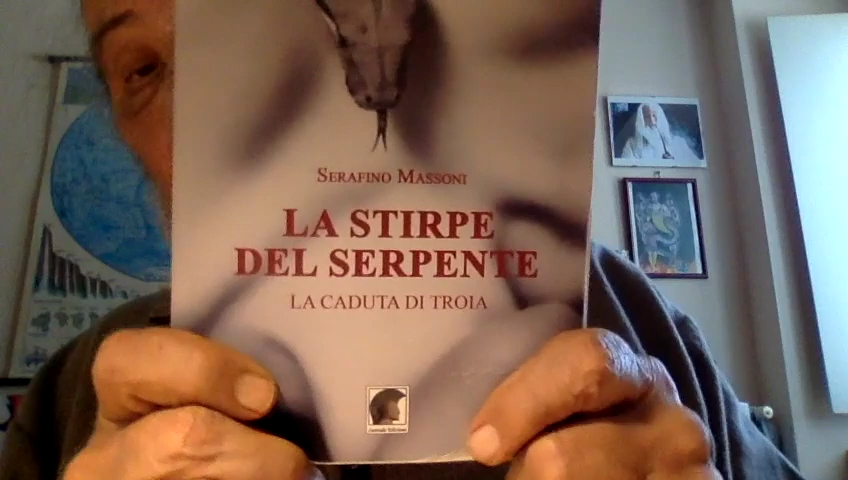 SERAFINO MASSONI
LA STIRPE
DEL SERPENTE
LA CADUTA DI TROIA